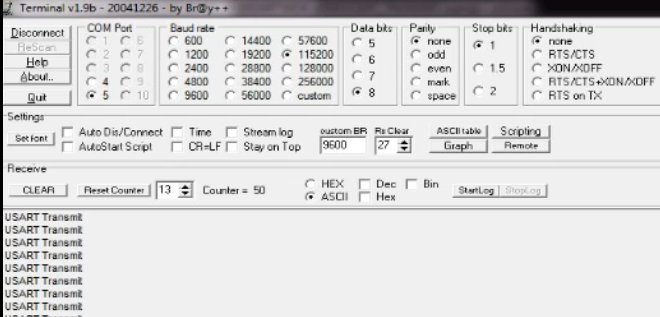 Terminal v1.9b - 20041226 - by Br@y++
Disconnect
ReScan
Help
About..
Quit
COM Port
1 6
2 7
3 8
4 9
5 10
Baud rate
600 14400 57600
1200 19200 115200
2400 28800 128000
4800 38400 256000
9600 56000 custom
Data bits
5
6
7
8
Parity
none
odd
even
mark
space
Stop bits
1
1.5
2
Handshaking
none
RTS/CTS
XON/XOFF
RTS/CTS+XON/XOFF
RTS on TX
Settings
Set font
Auto Dis/Connect Time Stream log
AutoStart Script CR=LF Stay on Top
custom BR Rx Clear
9600 27
ASCII table Scripting
Graph Remote
Receive
CLEAR Reset Counter 13 Counter = 50
HEX Dec Bin
ASCII Hex
StartLog StopLog
USART Transmit
USART Transmit
USART Transmit
USART Transmit
USART Transmit
USART Transmit
USART Transmit
USART Transmit
USART Transmit